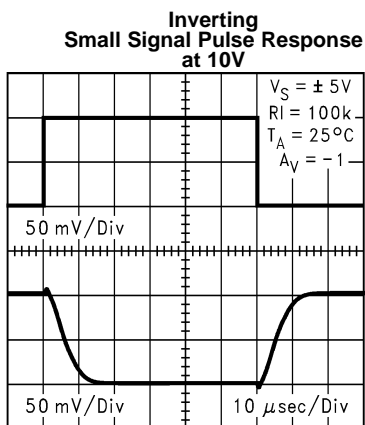 Inverting
Small Signal Pulse Response
at 10V
V_S = ± 5V
Rl = 100k
T_A = 25°C
A_V = -1
50 mV/Div
50 mV/Div
10 μsec/Div